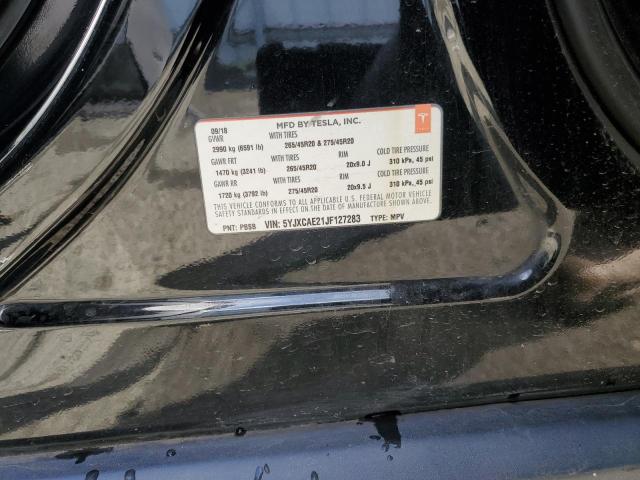 MFD BY TESLA, INC.
09/18
GVWR WITH TIRES
2990 kg (6591 lb) 265/45R20 & 275/45R20
GAWR FRT WITH TIRES RIM COLD TIRE PRESSURE
1470 kg (3241 lb) 265/45R20 20x9.0 J 310 kPa, 45 psi
GAWR RR WITH TIRES RIM COLD TIRE PRESSURE
1720 kg (3792 lb) 275/45R20 20x9.5 J 310 kPa, 45 psi
THIS VEHICLE CONFORMS TO ALL APPLICABLE U.S. FEDERAL MOTOR VEHICLE
SAFETY STANDARDS IN EFFECT ON THE DATE OF MANUFACTURE SHOWN ABOVE.
PNT: PBSB VIN: 5YJXCAE21JF127283 TYPE: MPV